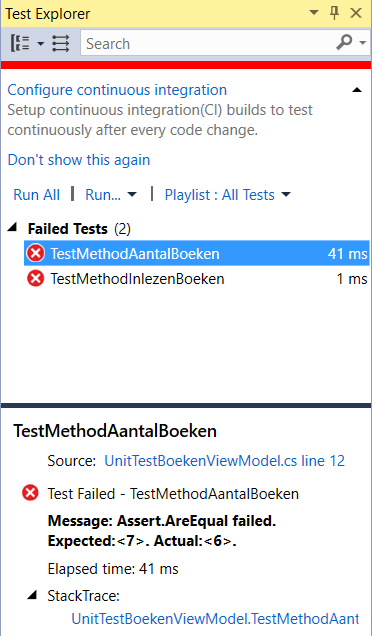 Test Explorer
Search
Configure continuous integration
Setup continuous integration(CI) builds to test
continuously after every code change.
Don't show this again
Run All | Run... | Playlist : All Tests
Failed Tests (2)
TestMethodAantalBoeken 41 ms
TestMethodInlezenBoeken 1 ms
TestMethodAantalBoeken
Source: UnitTestBoekenViewModel.cs line 12
Test Failed - TestMethodAantalBoeken
Message: Assert.AreEqual failed.
Expected:<7>. Actual:<6>.
Elapsed time: 41 ms
StackTrace:
UnitTestBoekenViewModel.TestMethodAant